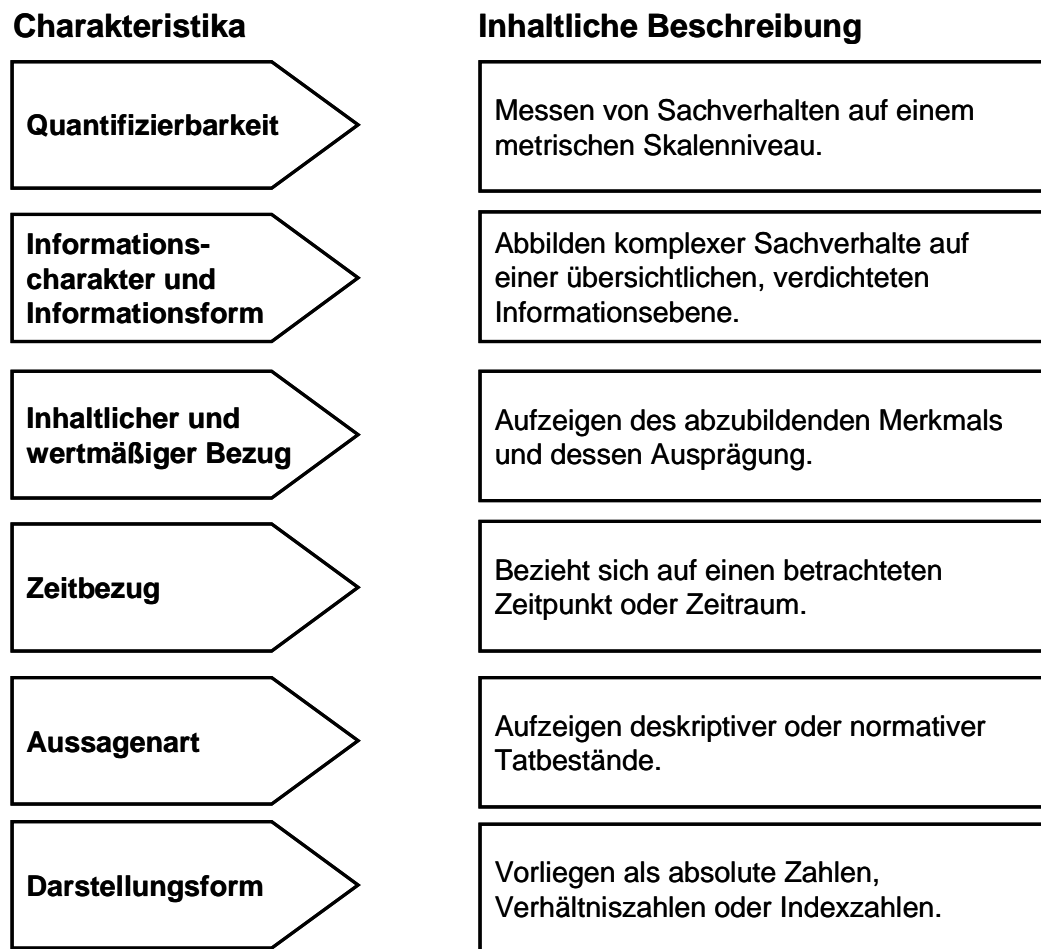 Charakteristika
Inhaltliche Beschreibung
Quantifizierbarkeit
Messen von Sachverhalten auf einem
metrischen Skalenniveau.
Informations-
charakter und
Informationsform
Abbilden komplexer Sachverhalte auf
einer übersichtlichen, verdichteten
Informationsebene.
Inhaltlicher und
wertmäßiger Bezug
Aufzeigen des abzubildenden Merkmals
und dessen Ausprägung.
Zeitbezug
Bezieht sich auf einen betrachteten
Zeitpunkt oder Zeitraum.
Aussagenart
Aufzeigen deskriptiver oder normativer
Tatbestände.
Darstellungsform
Vorliegen als absolute Zahlen,
Verhältniszahlen oder Indexzahlen.